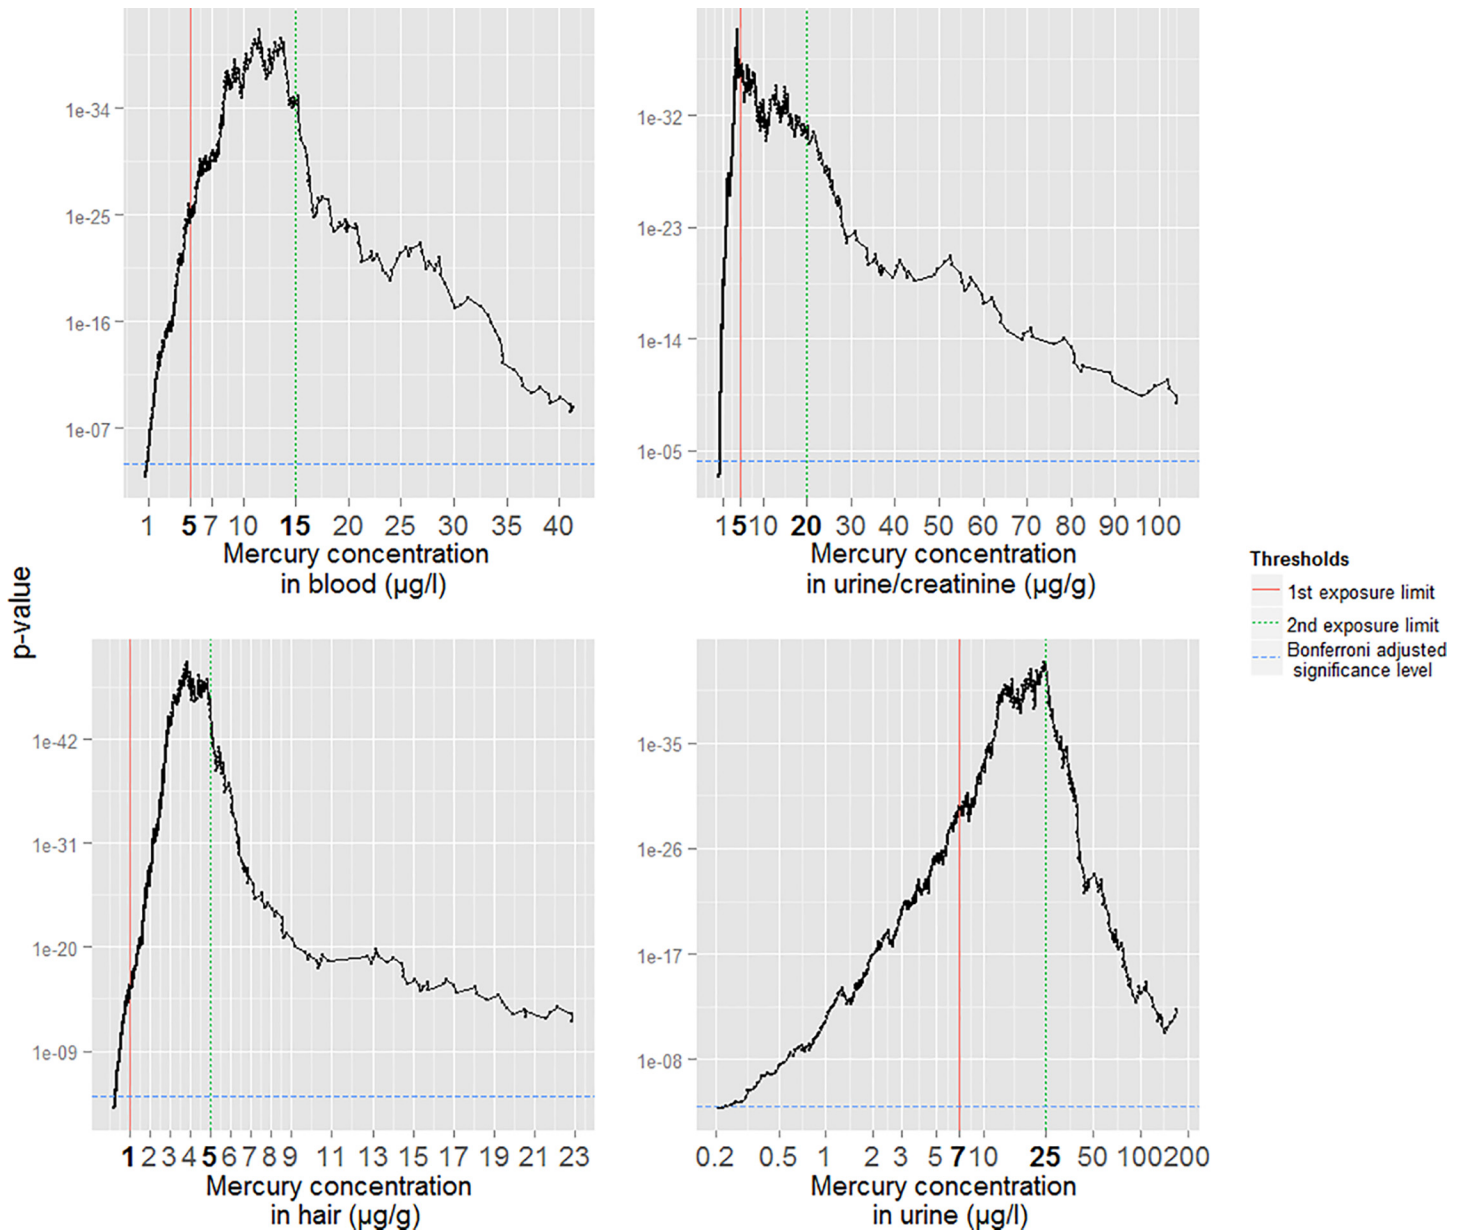 1e-34
1e-25
1e-16
1e-07
1 5 7 10 15 20 25 30 35 40
Mercury concentration
in blood (µg/l)
1e-32
1e-23
1e-14
1e-05
1 5 10 20 30 40 50 60 70 80 90 100
Mercury concentration
in urine/creatinine (µg/g)
p-value
Thresholds
1st exposure limit
2nd exposure limit
Bonferroni adjusted
significance level
1e-42
1e-31
1e-20
1e-09
1 2 3 4 5 6 7 8 9 11 13 15 17 19 21 23
Mercury concentration
in hair (µg/g)
1e-35
1e-26
1e-17
1e-08
0.2 0.5 1 2 3 5 7 10 25 50 100 200
Mercury concentration
in urine (µg/l)